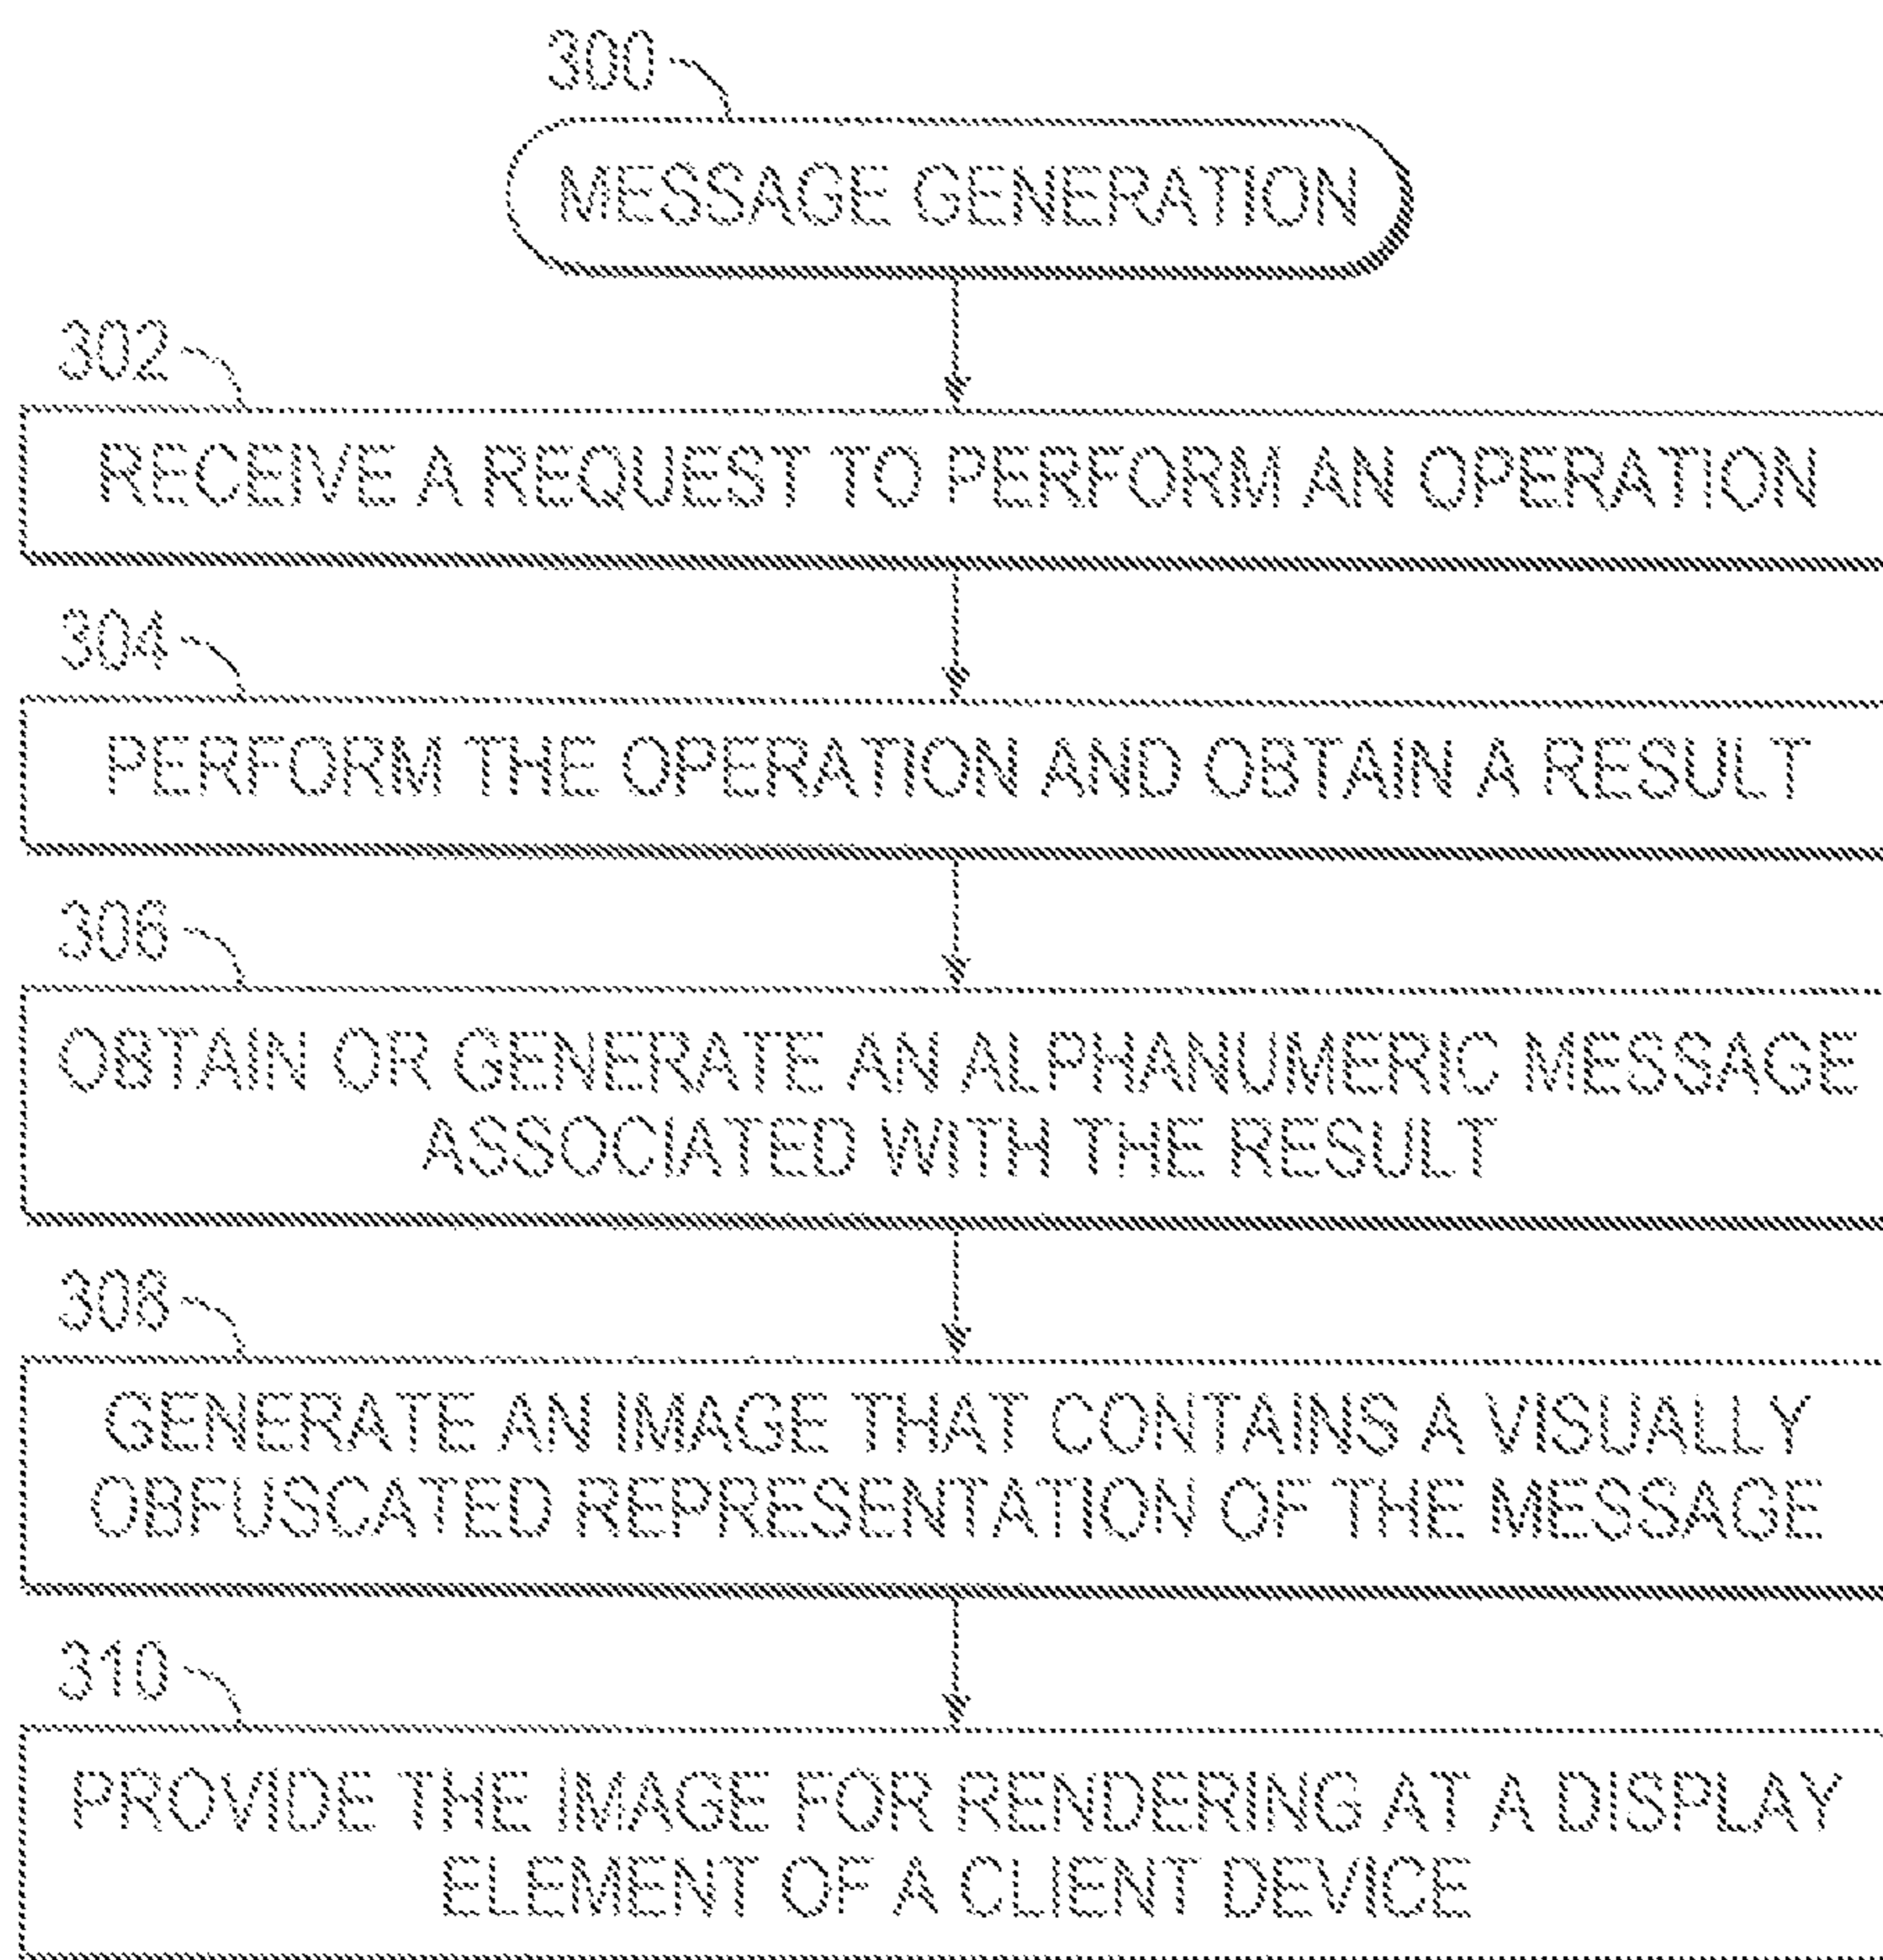 300
MESSAGE GENERATION
302
RECEIVE A REQUEST TO PERFORM AN OPERATION
304
PERFORM THE OPERATION AND OBTAIN A RESULT
306
OBTAIN OR GENERATE AN ALPHANUMERIC MESSAGE
ASSOCIATED WITH THE RESULT
308
GENERATE AN IMAGE THAT CONTAINS A VISUALLY
OBFUSCATED REPRESENTATION OF THE MESSAGE
310
PROVIDE THE IMAGE FOR RENDERING AT A DISPLAY
ELEMENT OF A CLIENT DEVICE